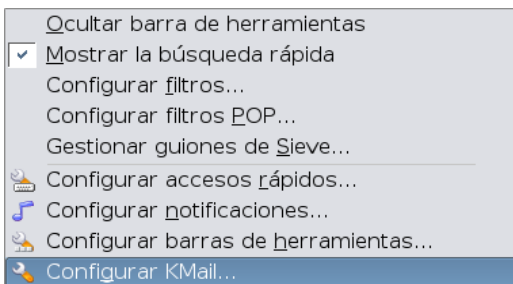 Ocultar barra de herramientas
Mostrar la búsqueda rápida
Configurar filtros...
Configurar filtros POP...
Gestionar guiones de Sieve...
Configurar accesos rápidos...
Configurar notificaciones...
Configurar barras de herramientas...
Configurar KMail...